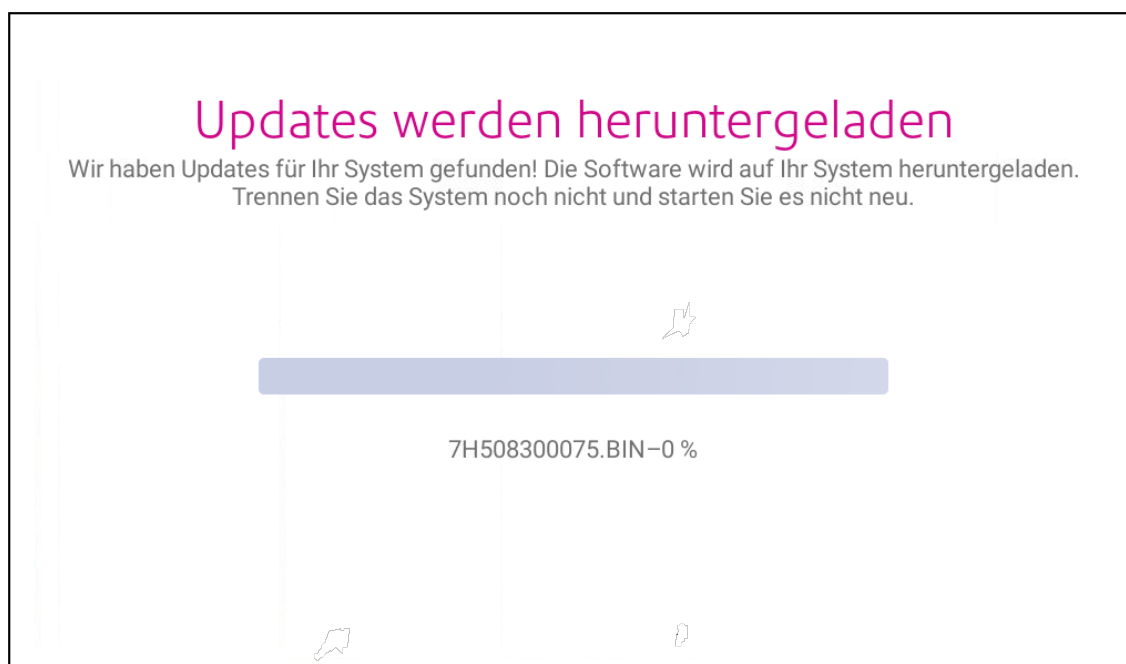 Updates werden heruntergeladen
Wir haben Updates für Ihr System gefunden! Die Software wird auf Ihr System heruntergeladen.
Trennen Sie das System noch nicht und starten Sie es nicht neu.
7H508300075.BIN–0 %